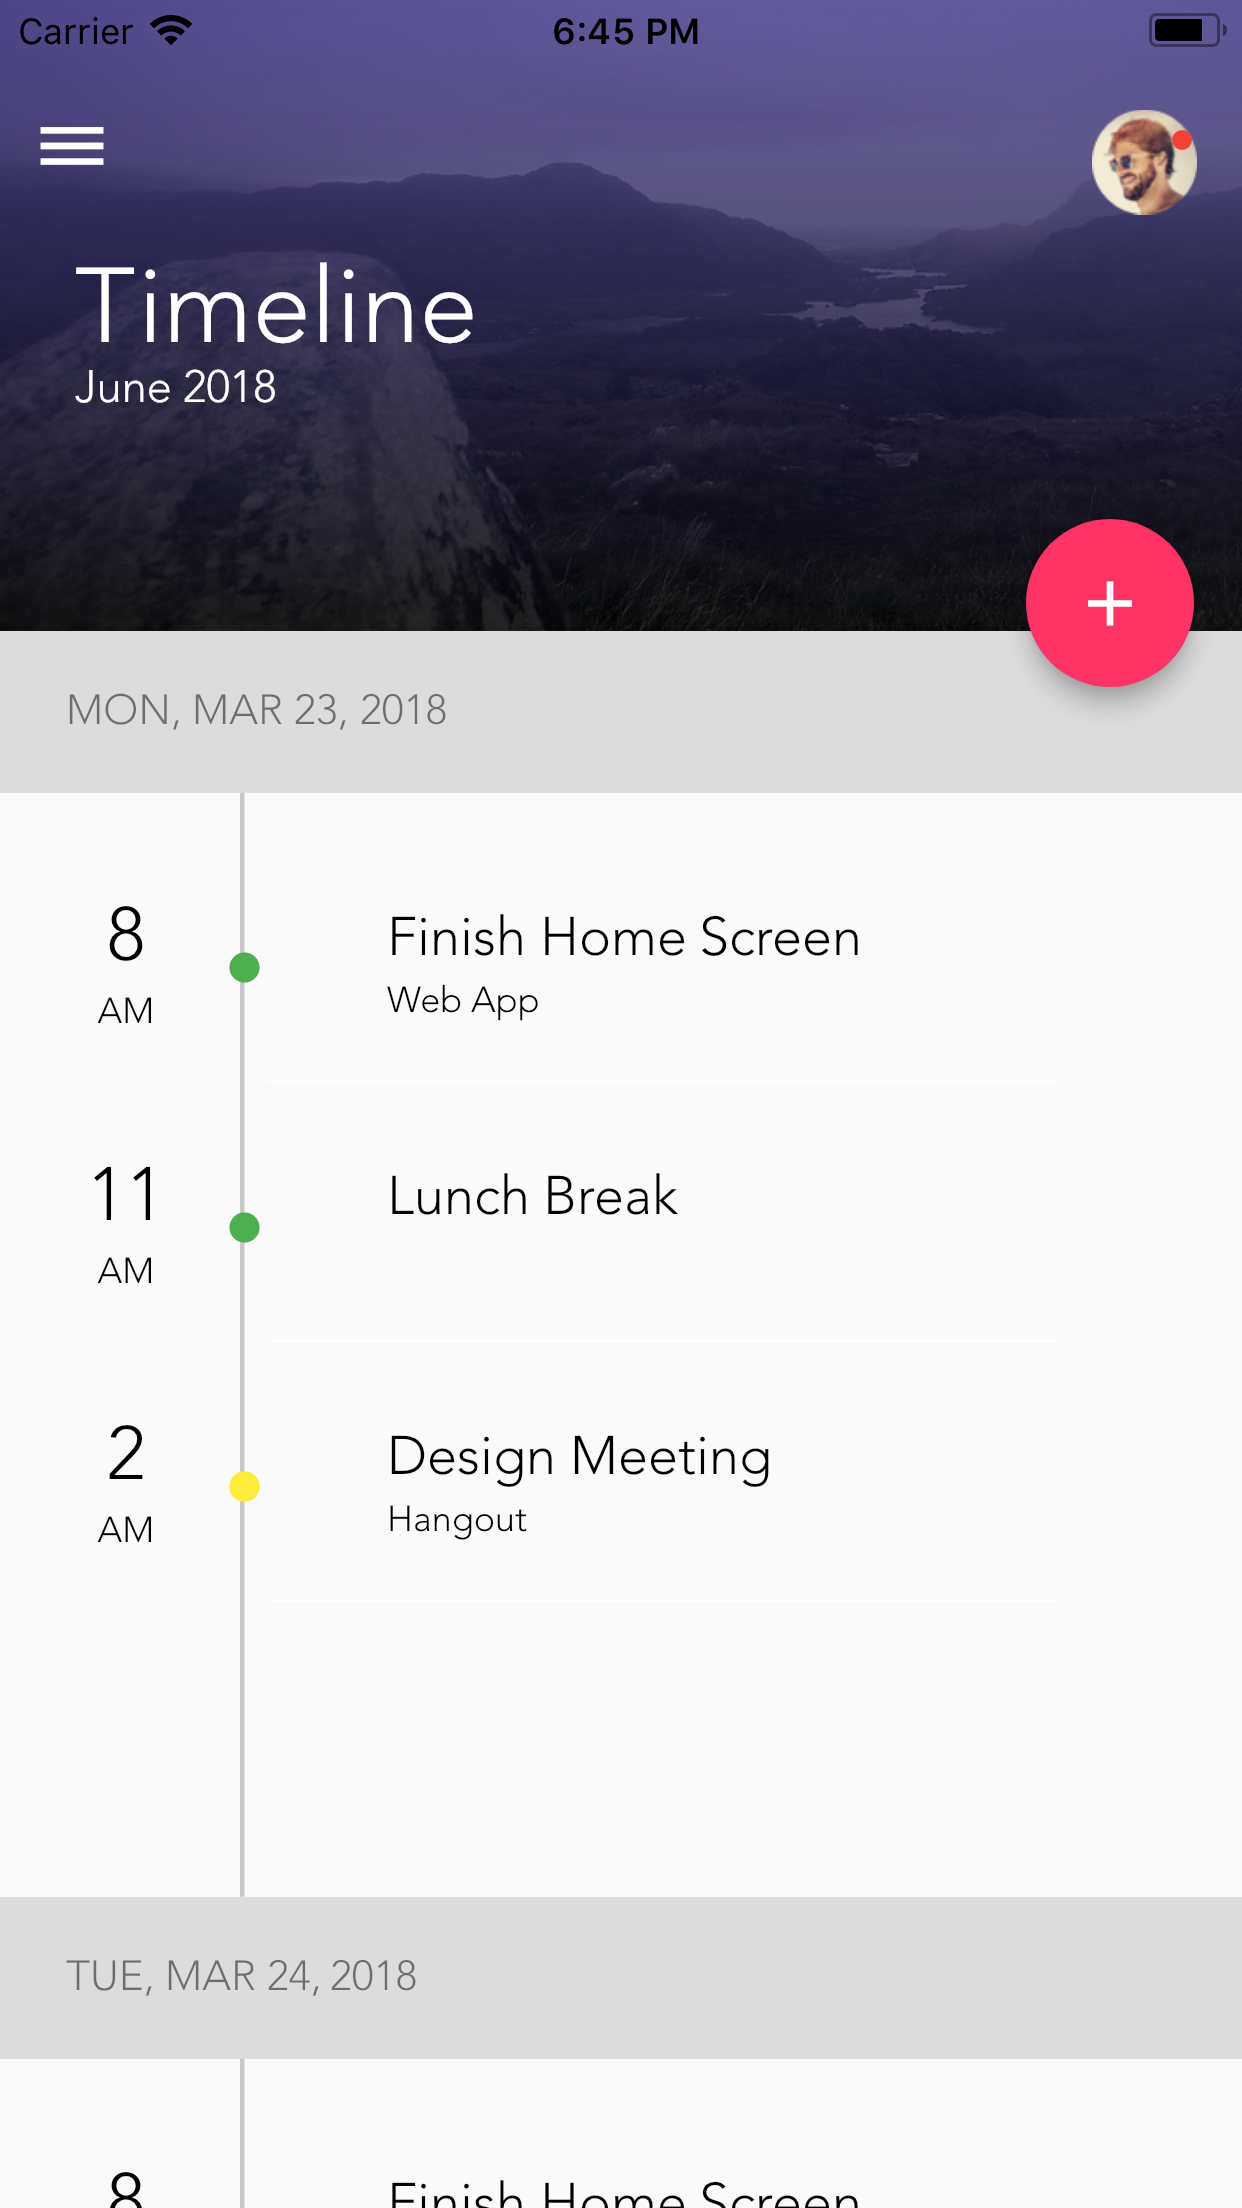 Carrier 6:45 PM
Timeline
June 2018
+
MON, MAR 23, 2018
8
AM
Finish Home Screen
Web App
11
AM
Lunch Break
2
AM
Design Meeting
Hangout
TUE, MAR 24, 2018
8
Finish Home Screen